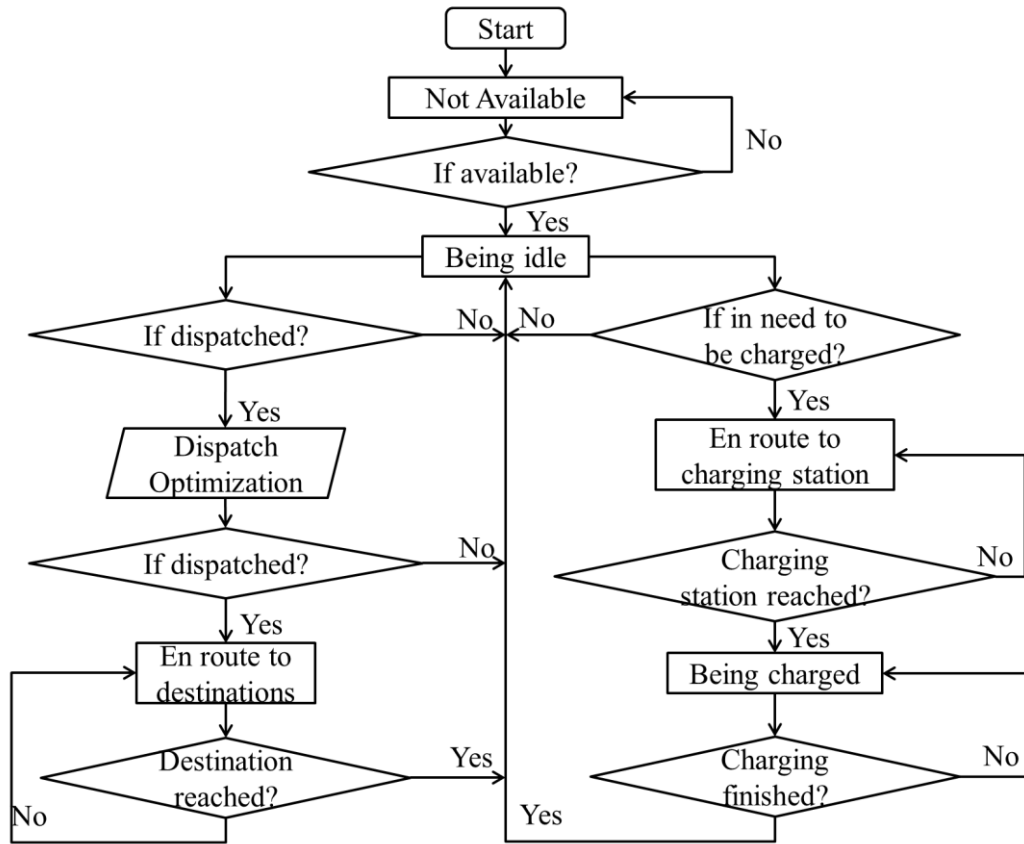 Start
Not Available
No
If available?
Yes
Being idle
If dispatched?
No
No
If in need to
be charged?
Yes
Yes
Dispatch
Optimization
En route to
charging station
If dispatched?
No
Charging
station reached?
No
Yes
Yes
En route to
destinations
Being charged
Destination
reached?
Yes
No
Charging
finished?
No
Yes